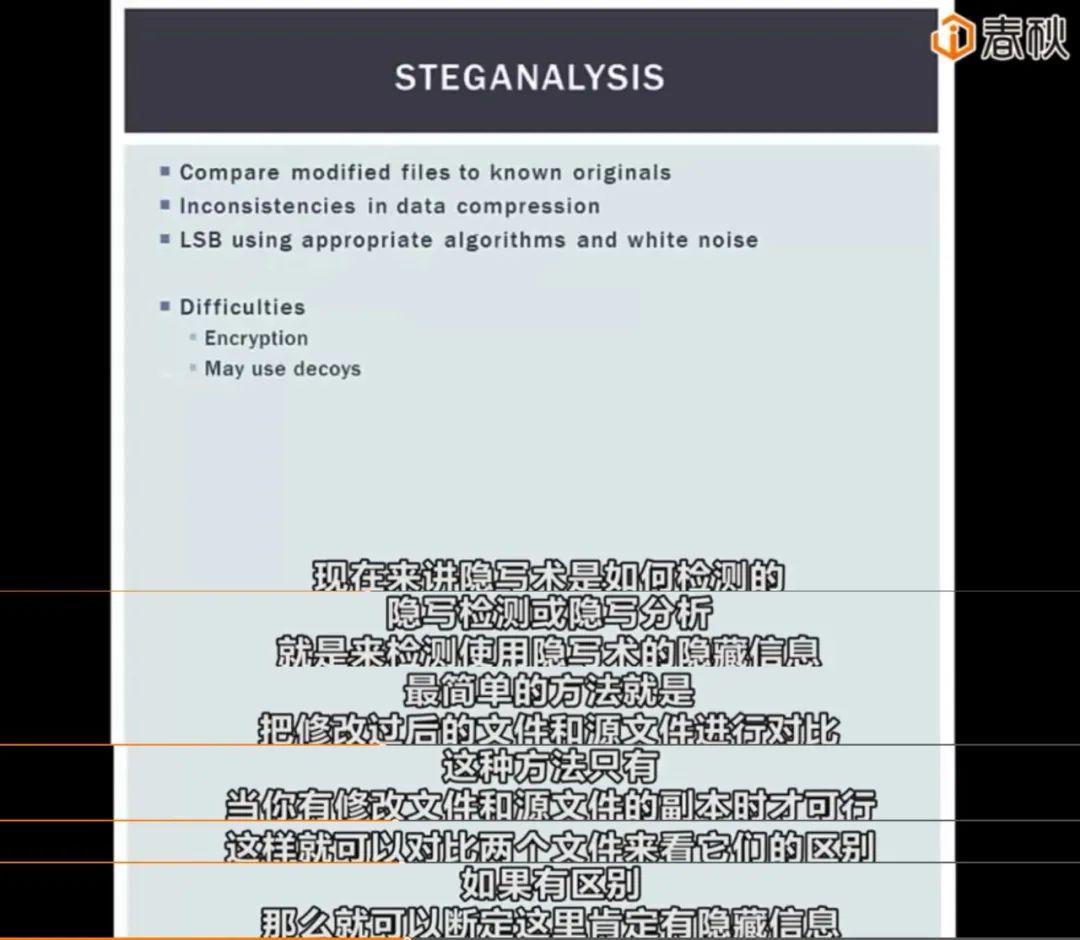 春秋
STEGANALYSIS
Compare modified files to known originals
Inconsistencies in data compression
LSB using appropriate algorithms and white noise
Difficulties
Encryption
May use decoys
现在来讲隐写术是如何检测的
隐写检测或隐写分析
就是来检测使用隐写术的隐藏信息
最简单的方法就是
把修改过后的文件和源文件进行对比
这种方法只有
当你有修改文件和源文件的副本时才可行
这样就可以对比两个文件来看它们的区别
如果有区别
那么就可以断定这里肯定有隐藏信息